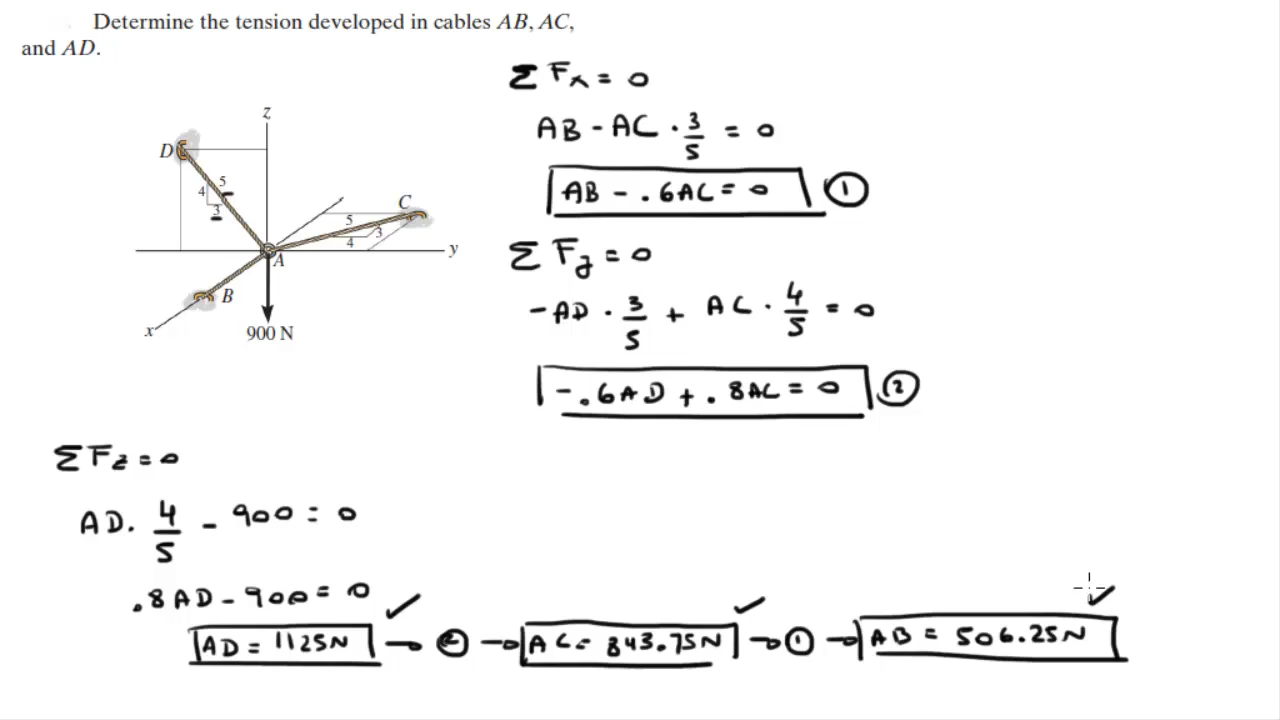 Determine the tension developed in cables AB, AC,
and AD.
z
D
5
4
3
C
5
3
4
y
A
B
x
900 N
Σ Fx = 0
AB - AC · 3/5 = 0
AB - .6AC = 0 ①
Σ Fy = 0
-AD · 3/5 + AC · 4/5 = 0
-.6AD + .8AC = 0 ②
Σ Fz = 0
AD · 4/5 - 900 = 0
.8AD - 900 = 0
AD = 1125N → ② → AC = 843.75N → ① → AB = 506.25N